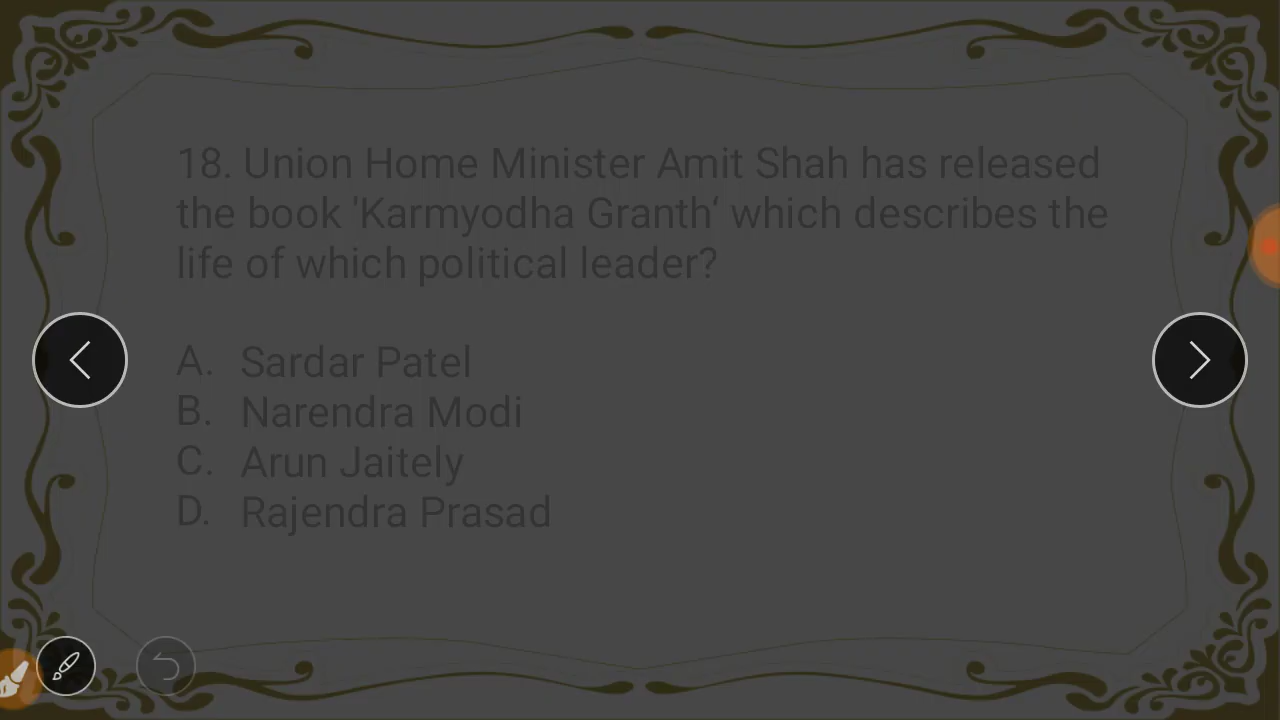 18. Union Home Minister Amit Shah has released
the book 'Karmyodha Granth‘ which describes the
life of which political leader?
A. Sardar Patel
B. Narendra Modi
C. Arun Jaitely
D. Rajendra Prasad